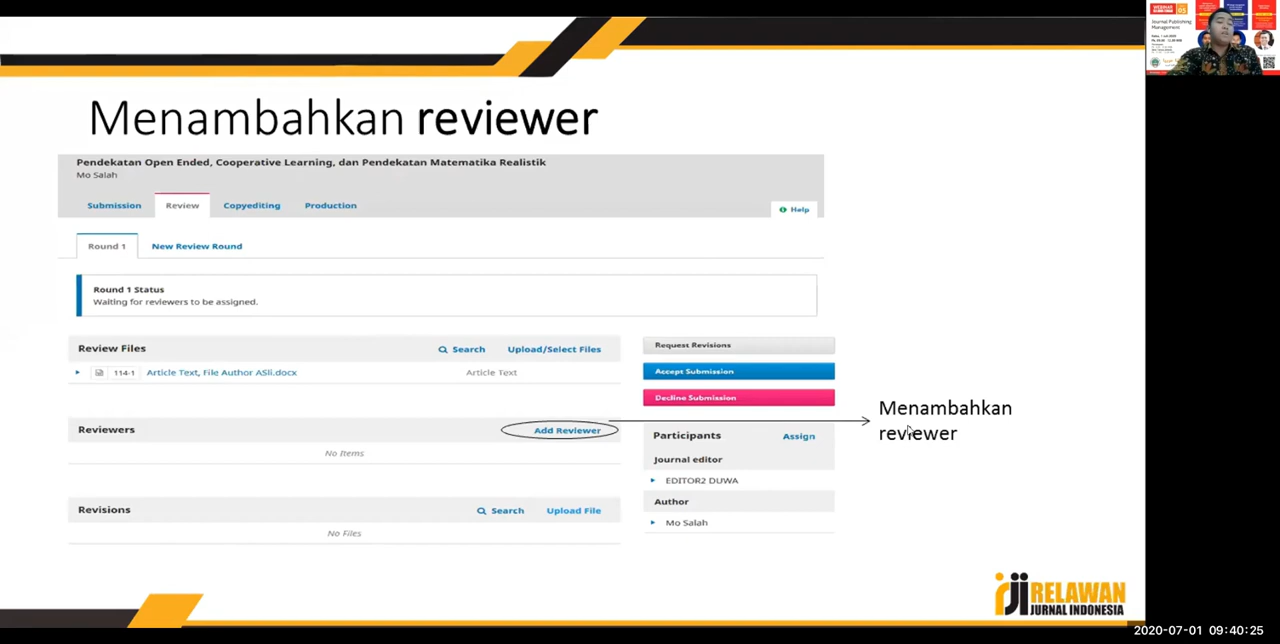 Menambahkan reviewer
Pendekatan Open Ended, Cooperative Learning, dan Pendekatan Matematika Realistik
Mo Salah
Submission Review Copyediting Production
Help
Round 1 New Review Round
Round 1 Status
Waiting for reviewers to be assigned.
Review Files Search Upload/Select Files
114-1 Article Text, File Author ASli.docx Article Text
Reviewers Add Reviewer
No Items
Revisions Search Upload File
No Files
Request Revisions
Accept Submission
Decline Submission
Participants Assign
Journal editor
EDITOR2 DUWA
Author
Mo Salah
Menambahkan
reviewer
RJI RELAWAN
JURNAL INDONESIA
Journal Publishing
Management
2020-07-01 09:40:25